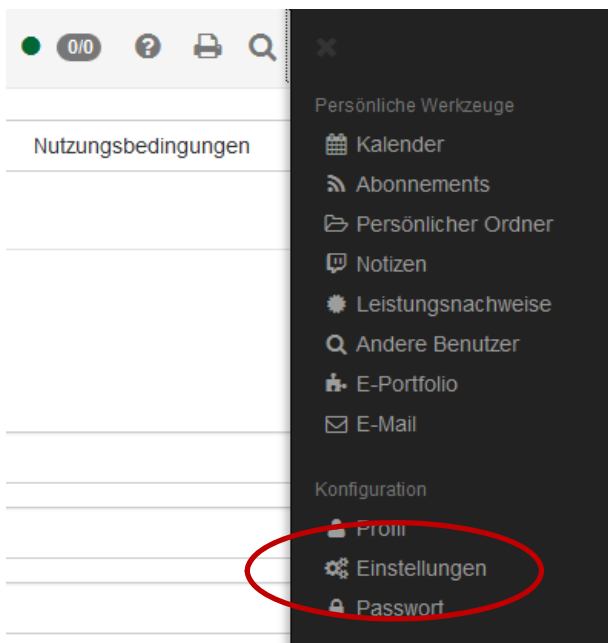 0/0
Persönliche Werkzeuge
Nutzungsbedingungen
Kalender
Abonnements
Persönlicher Ordner
Notizen
Leistungsnachweise
Andere Benutzer
E-Portfolio
E-Mail
Konfiguration
Profil
Einstellungen
Passwort